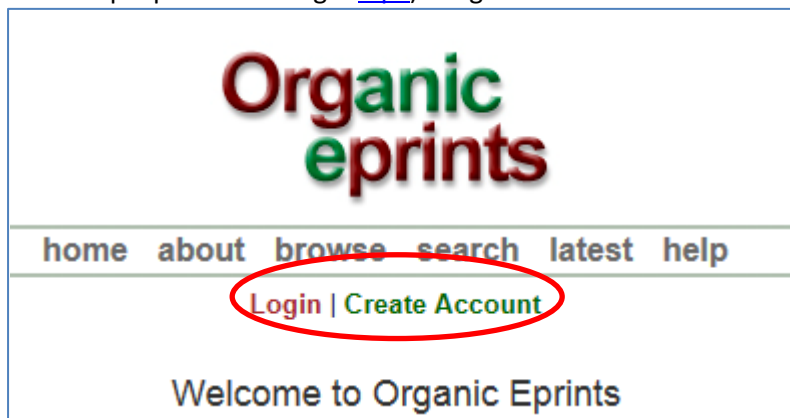 Organic
eprints
home about browse search latest help
Login | Create Account
Welcome to Organic Eprints